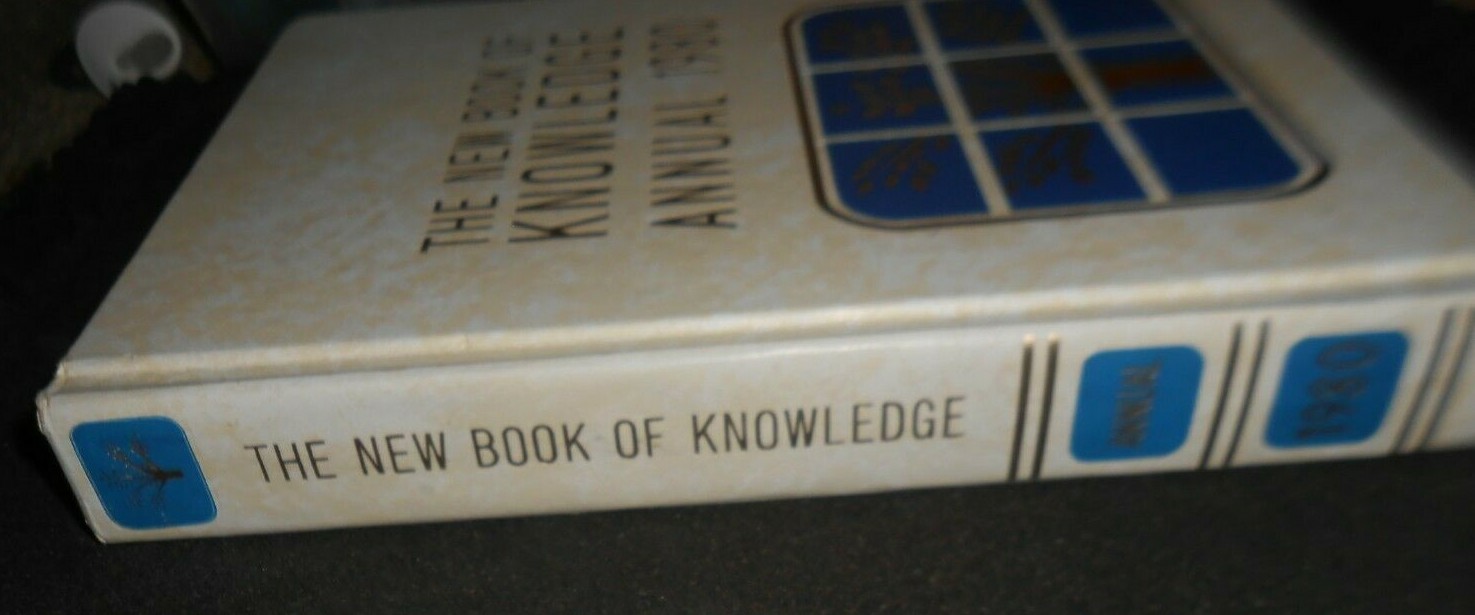 THE NEW BOOK OF
KNOWLEDGE
ANNUAL 1980
THE NEW BOOK OF KNOWLEDGE
ANNUAL
1980